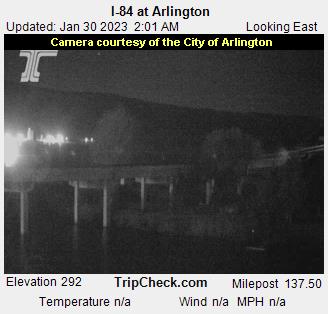 I-84 at Arlington
Updated: Jan 30 2023 2:01 AM Looking East
Camera courtesy of the City of Arlington
Elevation 292 TripCheck.com Milepost 137.50
Temperature n/a Wind n/a MPH n/a